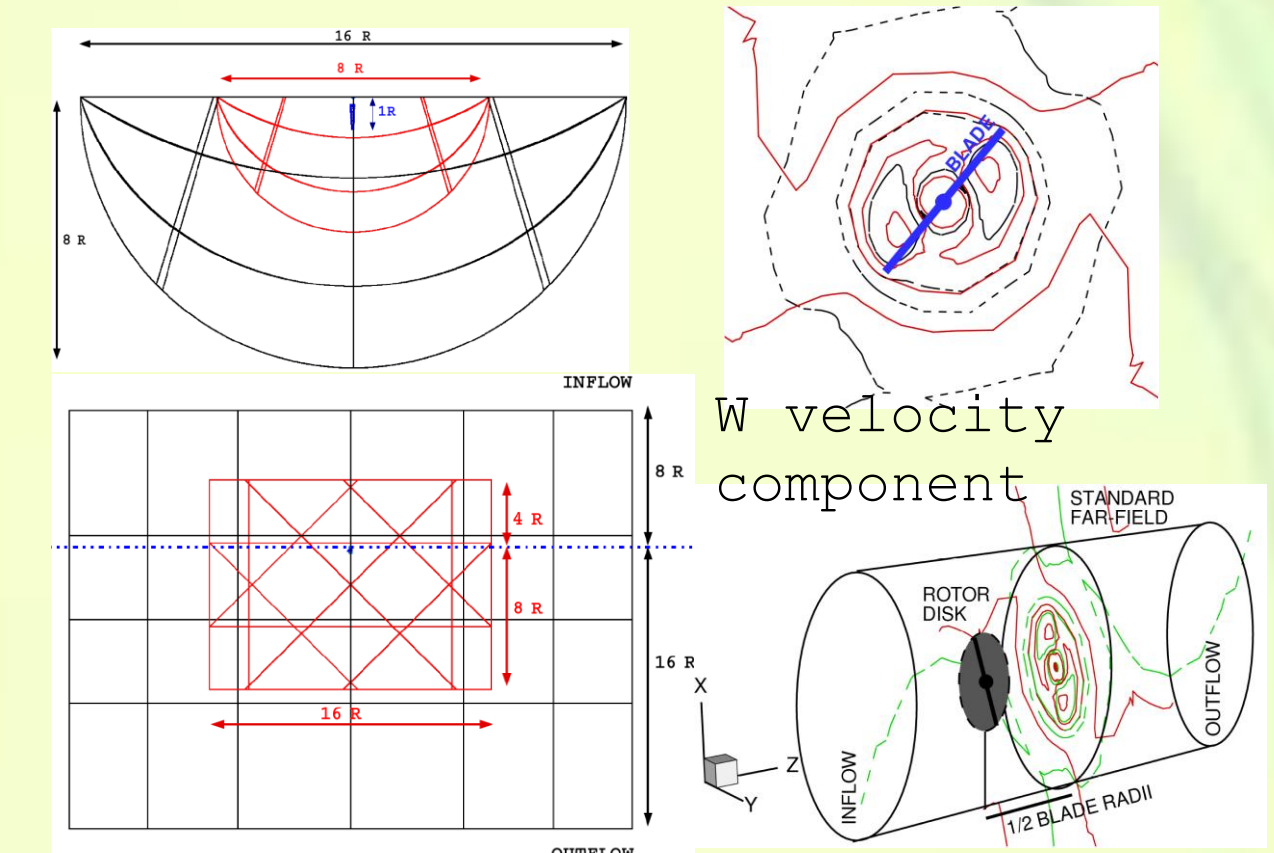 16 R
8 R
1R
8 R
BLADE
INFLOW
W velocity
component
8 R
4 R
8 R
16 R
16 R
OUTFLOW
STANDARD
FAR-FIELD
ROTOR
DISK
X
Z
Y
INFLOW
OUTFLOW
1/2 BLADE RADII